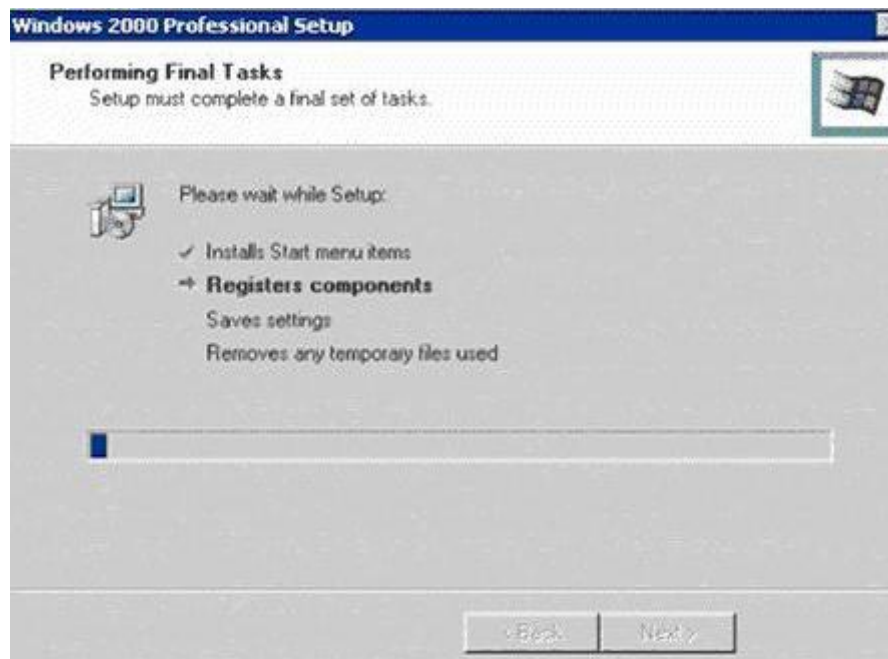 Windows 2000 Professional Setup
Performing Final Tasks
Setup must complete a final set of tasks.
Please wait while Setup:
Installs Start menu items
Registers components
Saves settings
Removes any temporary files used
< Back
Next >